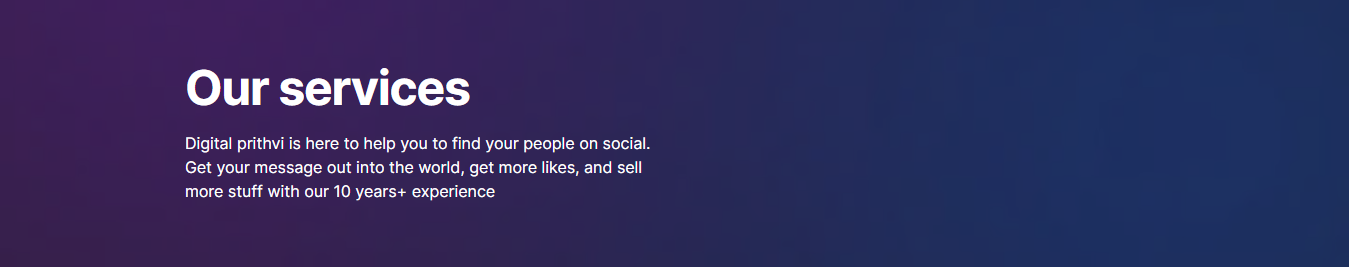 Our services
Digital prithvi is here to help you to find your people on social.
Get your message out into the world, get more likes, and sell
more stuff with our 10 years+ experience